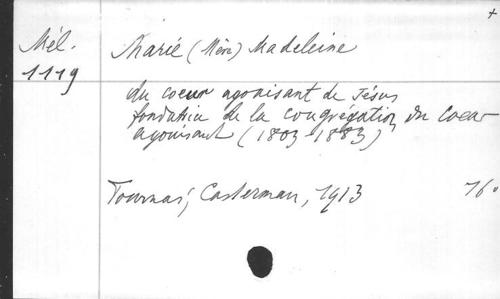 +
Mél.
1119
Marie (Mère) Madeleine
du coeur agonisant de Jésus
fondatrice de la congrégation du Coeur
agonisant (1803-1883)
Tournai, Casterman, 1913
16°